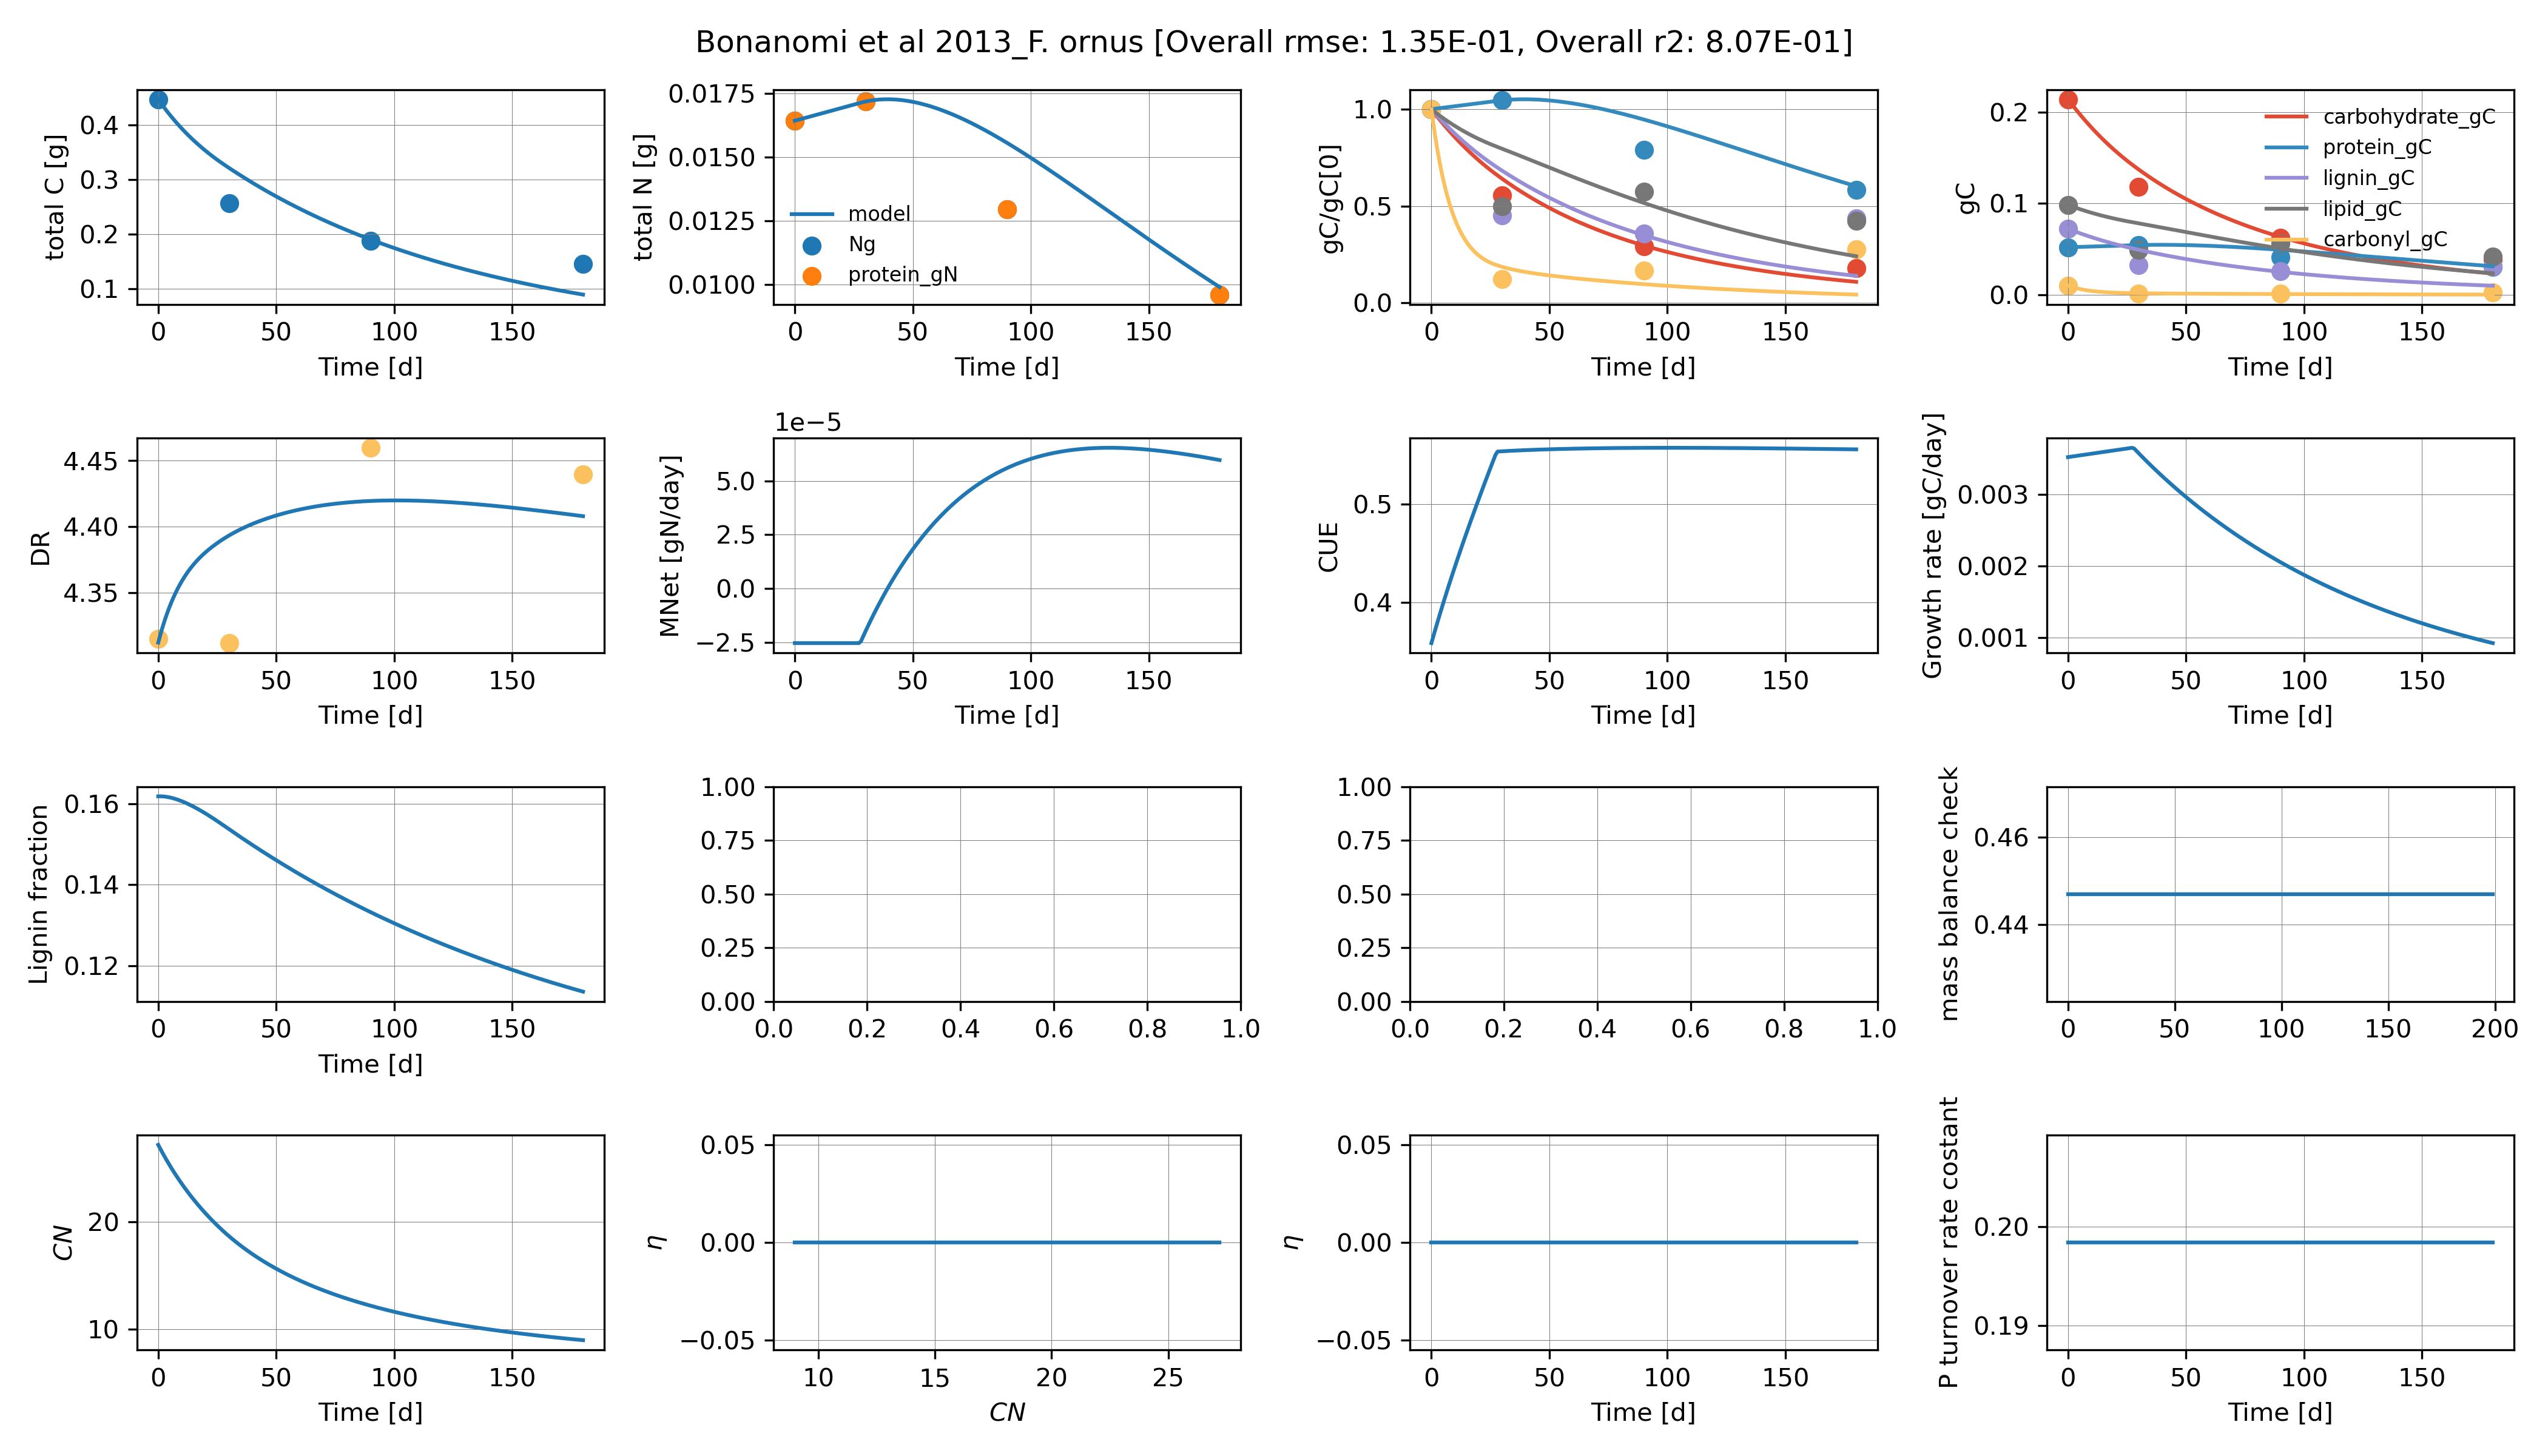 Bonanomi et al 2013_F. ornus [Overall rmse: 1.35E-01, Overall r2: 8.07E-01]
total C [g]
0.4
0.3
0.2
0.1
0 50 100 150
Time [d]
total N [g]
0.0175
0.0150
0.0125
0.0100
model
Ng
protein_gN
0 50 100 150
Time [d]
gC/gC[0]
1.0
0.5
0.0
0 50 100 150
Time [d]
gC
0.2
0.1
0.0
carbohydrate_gC
protein_gC
lignin_gC
lipid_gC
carbonyl_gC
0 50 100 150
Time [d]
DR
4.45
4.40
4.35
0 50 100 150
Time [d]
1e−5
MNet [gN/day]
5.0
2.5
0.0
−2.5
0 50 100 150
Time [d]
CUE
0.5
0.4
0 50 100 150
Time [d]
Growth rate [gC/day]
0.003
0.002
0.001
0 50 100 150
Time [d]
Lignin fraction
0.16
0.14
0.12
0 50 100 150
Time [d]
1.00
0.75
0.50
0.25
0.00
0.0 0.2 0.4 0.6 0.8 1.0
1.00
0.75
0.50
0.25
0.00
0.0 0.2 0.4 0.6 0.8 1.0
mass balance check
0.46
0.44
0 50 100 150 200
CN
20
10
0 50 100 150
Time [d]
η
0.05
0.00
−0.05
10 15 20 25
CN
η
0.05
0.00
−0.05
0 50 100 150
Time [d]
P turnover rate costant
0.20
0.19
0 50 100 150
Time [d]